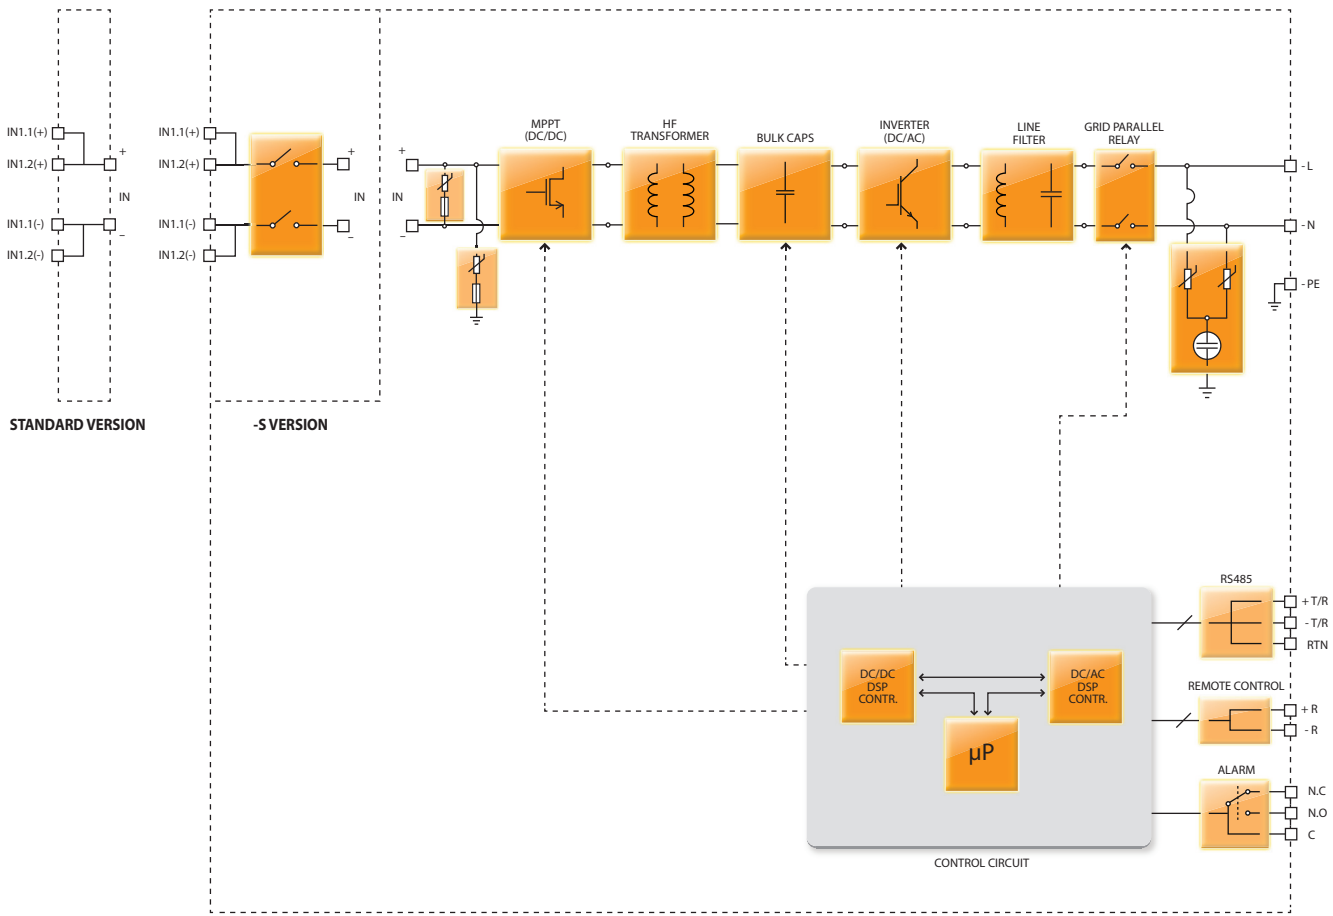 IN1.1(+)
IN1.2(+)
+
IN
IN1.1(-)
–
IN1.2(-)
STANDARD VERSION
IN1.1(+)
IN1.2(+)
+
IN
IN1.1(-)
–
IN1.2(-)
-S VERSION
+
IN
–
MPPT
(DC/DC)
HF
TRANSFORMER
BULK CAPS
INVERTER
(DC/AC)
LINE
FILTER
GRID PARALLEL
RELAY
- L
- N
- PE
DC/DC
DSP
CONTR.
DC/AC
DSP
CONTR.
µP
CONTROL CIRCUIT
RS485
+ T/R
- T/R
RTN
REMOTE CONTROL
+ R
- R
ALARM
N.C
N.O
C